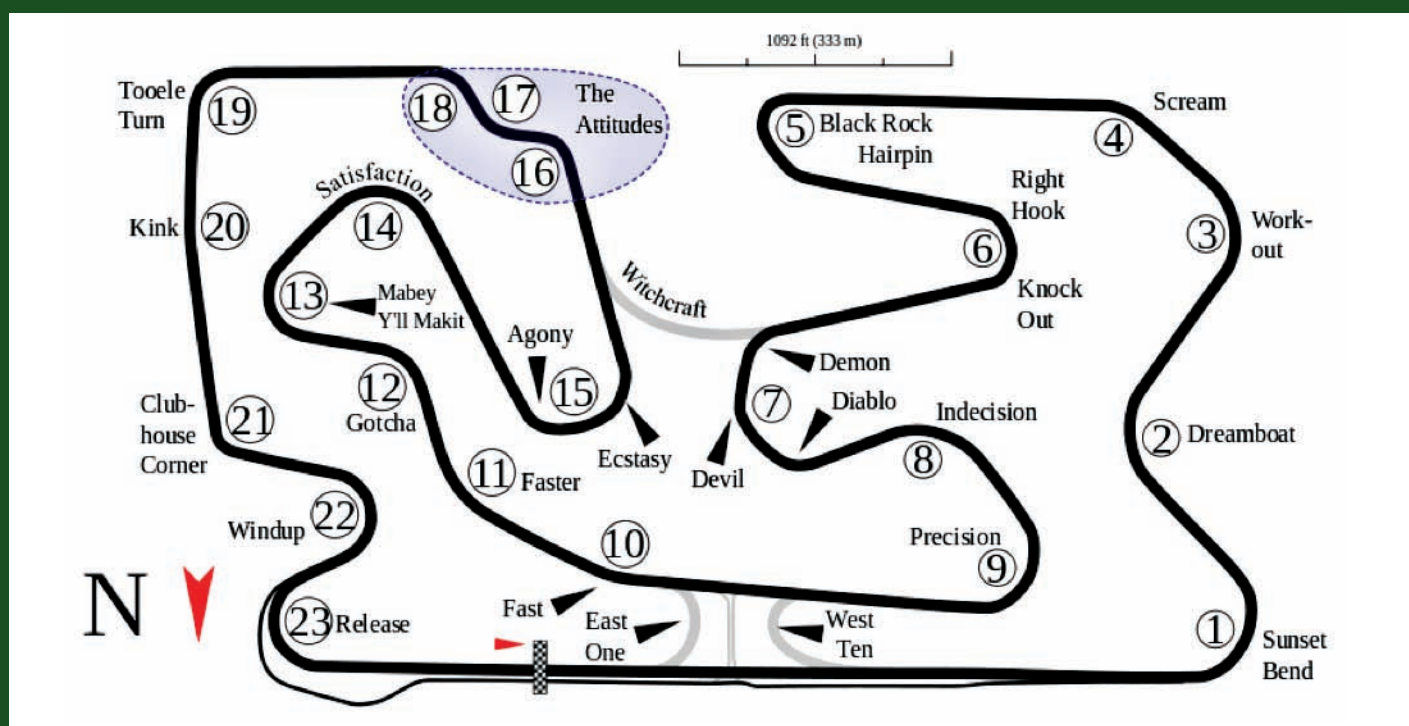 1092 ft (333 m)
Tooele
Turn
19
18
17
The
Attitudes
16
5
Black Rock
Hairpin
4
Scream
Right
Hook
6
Knock
Out
3
Work-
out
Kink
20
Satisfaction
14
13
Mabey
Y'll Makit
Witchcraft
Agony
15
12
Gotcha
Demon
7
Diablo
Indecision
8
2
Dreamboat
Club-
house
Corner
21
11
Faster
Ecstasy
Devil
Windup
22
10
Precision
9
N
23
Release
Fast
East
One
West
Ten
1
Sunset
Bend